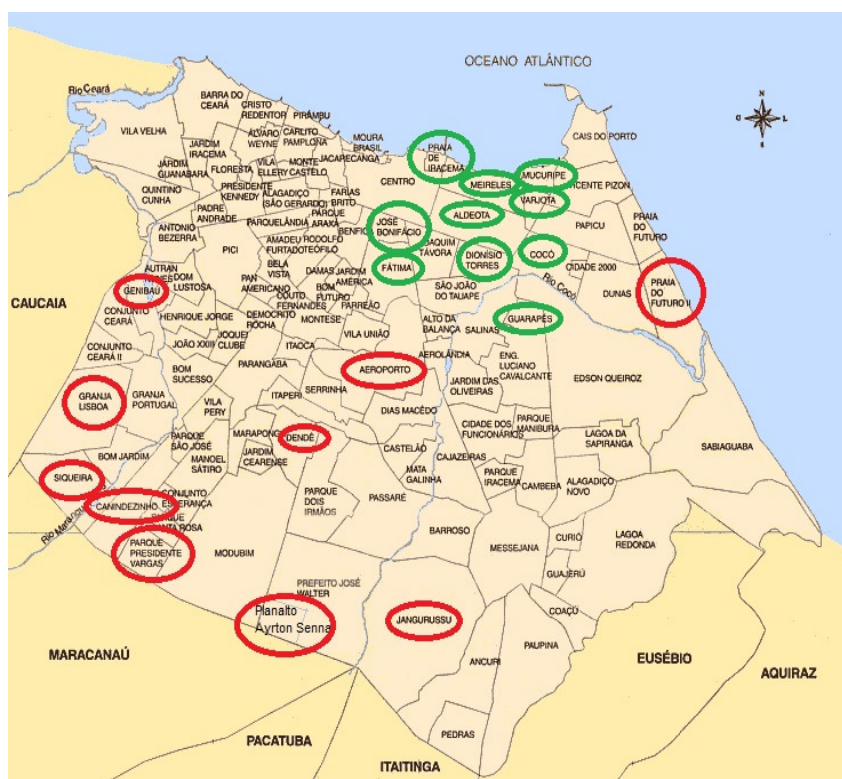 OCEANO ATLÂNTICO
Rio Ceará
BARRA DO
CEARÁ
CRISTO
REDENTOR
PIRÂMBU
VILA VELHA
ÁLVARO
WEYNE
CARLITO
PAMPLONA
MOURA
BRASIL
JACAPECANGA
JARDIM
IRACEMA
JARDIM
GUANABARA
FLORESTA
VILA
ELLERY
MONTE
CASTELO
PRAIA
DE
IRACEMA
CAIS DO PORTO
N
G
L
S
CENTRO
MEIRELES
MUCURIPE
VICENTE PIZON
VARJOTA
QUINTINO
CUNHA
PRESIDENTE
KENNEDY
ALAGADIÇO
(SÃO GERARDO)
FARIAS
BRITO
PADRE
ANDRADE
PARQUELÂNDIA
PARQUE
ARAXÁ
BENFICA
JOSÉ
BONIFÁCIO
ALDEOTA
PAPICU
PRAIA
DO
FUTURO
ANTONIO
BEZERRA
PICI
AMADEU
FURTADO
RODOLFO
TEÓFILO
JOAQUIM
TÁVORA
DIONÍSIO
TORRES
COCÓ
CIDADE 2000
BELA
VISTA
DAMAS
JARDIM
AMÉRICA
FÁTIMA
AUTRAN
NUNES
DOM
LUSTOSA
PAN
AMERICANO
BOM
FUTURO
COUTO
FERNANDES
PARREÃO
SÃO JOÃO
DO TAUAPE
Rio Cocó
DUNAS
PRAIA
DO
FUTURO II
CAUCAIA
GENIBAÚ
CONJUNTO
CEARÁ
HENRIQUE JORGE
DEMOCRITO
ROCHA
MONTESE
VILA UNIÃO
ALTO DA
BALANÇA
SALINAS
GUARAPES
JOÃO XXIII
JOQUEI
CLUBE
ITAOCA
CONJUNTO
CEARÁ II
PARANGABA
AEROPORTO
AEROLÂNDIA
ENG.
LUCIANO
CAVALCANTE
EDSON QUEIROZ
BOM
SUCESSO
SERRINHA
JARDIM DAS
OLIVEIRAS
GRANJA
LISBOA
GRANJA
PORTUGAL
ITAPERI
VILA
PERY
DIAS MACÊDO
CIDADE DOS
FUNCIONÁRIOS
PARQUE
MANIBURA
LAGOA DA
SAPIRANGA
SABIAGUABA
MARAPONGA
DENDÊ
PARQUE
SÃO JOSÉ
CASTELÃO
BOM JARDIM
MANOEL
SÁTIRO
JARDIM
CEARENSE
MATA
GALINHA
CAJAZEIRAS
PARQUE
IRACEMA
CAMBEBA
ALAGADIÇO
NOVO
SIQUEIRA
CONJUNTO
ESPERANÇA
PARQUE
DOIS
IRMÃOS
PASSARÉ
CANINDEZINHO
PARQUE
SANTA ROSA
BARROSO
MESSEJANA
CURIÓ
LAGOA
REDONDA
PARQUE
PRESIDENTE
VARGAS
MODUBIM
GUAJERÚ
PREFEITO JOSÉ
WALTER
Planalto
Ayrton Senna
JANGURUSSU
COAÇÚ
PAUPINA
MARACANAÚ
ANCURI
EUSÉBIO
AQUIRAZ
PEDRAS
PACATUBA
ITAITINGA